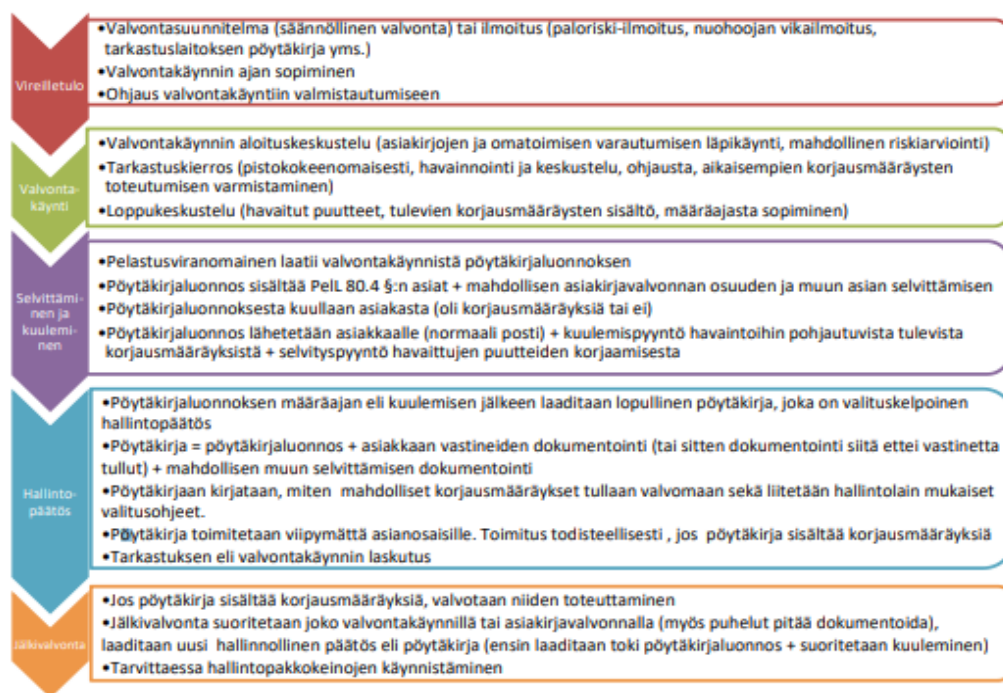 Vireilletulo
•Valvontasuunnitelma (säännöllinen valvonta) tai ilmoitus (paloriski-ilmoitus, nuohoojan vikailmoitus,
tarkastuslaitoksen pöytäkirja yms.)
•Valvontakäynnin ajan sopiminen
•Ohjaus valvontakäyntiin valmistautumiseen
Valvonta-
käynti
•Valvontakäynnin aloituskeskustelu (asiakirjojen ja omatoimisen varautumisen läpikäynti, mahdollinen riskiarviointi)
•Tarkastuskierros (pistokokeenomaisesti, havainnointi ja keskustelu, ohjausta, aikaisempien korjausmääräysten
toteutumisen varmistaminen)
•Loppukeskustelu (havaitut puutteet, tulevien korjausmääräysten sisältö, määräajasta sopiminen)
Selvittämi-
nen ja
kuulemi-
nen
•Pelastusviranomainen laatii valvontakäynnistä pöytäkirjaluonnoksen
•Pöytäkirjaluonnos sisältää PelL 80.4 §:n asiat + mahdollisen asiakirjavalvonnan osuuden ja muun asian selvittämisen
•Pöytäkirjaluonnoksesta kuullaan asiakasta (oli korjausmääräyksiä tai ei)
•Pöytäkirjaluonnos lähetetään asiakkaalle (normaali posti) + kuulemispyyntö havaintoihin pohjautuvista tulevista
korjausmääräyksistä + selvityspyyntö havaittujen puutteiden korjaamisesta
Hallinto-
päätös
•Pöytäkirjaluonnoksen määräajan eli kuulemisen jälkeen laaditaan lopullinen pöytäkirja, joka on valituskelpoinen
hallintopäätös
•Pöytäkirja = pöytäkirjaluonnos + asiakkaan vastineiden dokumentointi (tai sitten dokumentointi siitä ettei vastinetta
tullut) + mahdollisen muun selvittämisen dokumentointi
•Pöytäkirjaan kirjataan, miten mahdolliset korjausmääräykset tullaan valvomaan sekä liitetään hallintolain mukaiset
valitusohjeet.
•Pöytäkirja toimitetaan viipymättä asianosaisille. Toimitus todisteellisesti , jos pöytäkirja sisältää korjausmääräyksiä
•Tarkastuksen eli valvontakäynnin laskutus
Jälkivalvonta
•Jos pöytäkirja sisältää korjausmääräyksiä, valvotaan niiden toteuttaminen
•Jälkivalvonta suoritetaan joko valvontakäynnillä tai asiakirjavalvonnalla (myös puhelut pitää dokumentoida),
laaditaan uusi hallinnollinen päätös eli pöytäkirja (ensin laaditaan toki pöytäkirjaluonnos + suoritetaan kuuleminen)
•Tarvittaessa hallintopakkokeinojen käynnistäminen